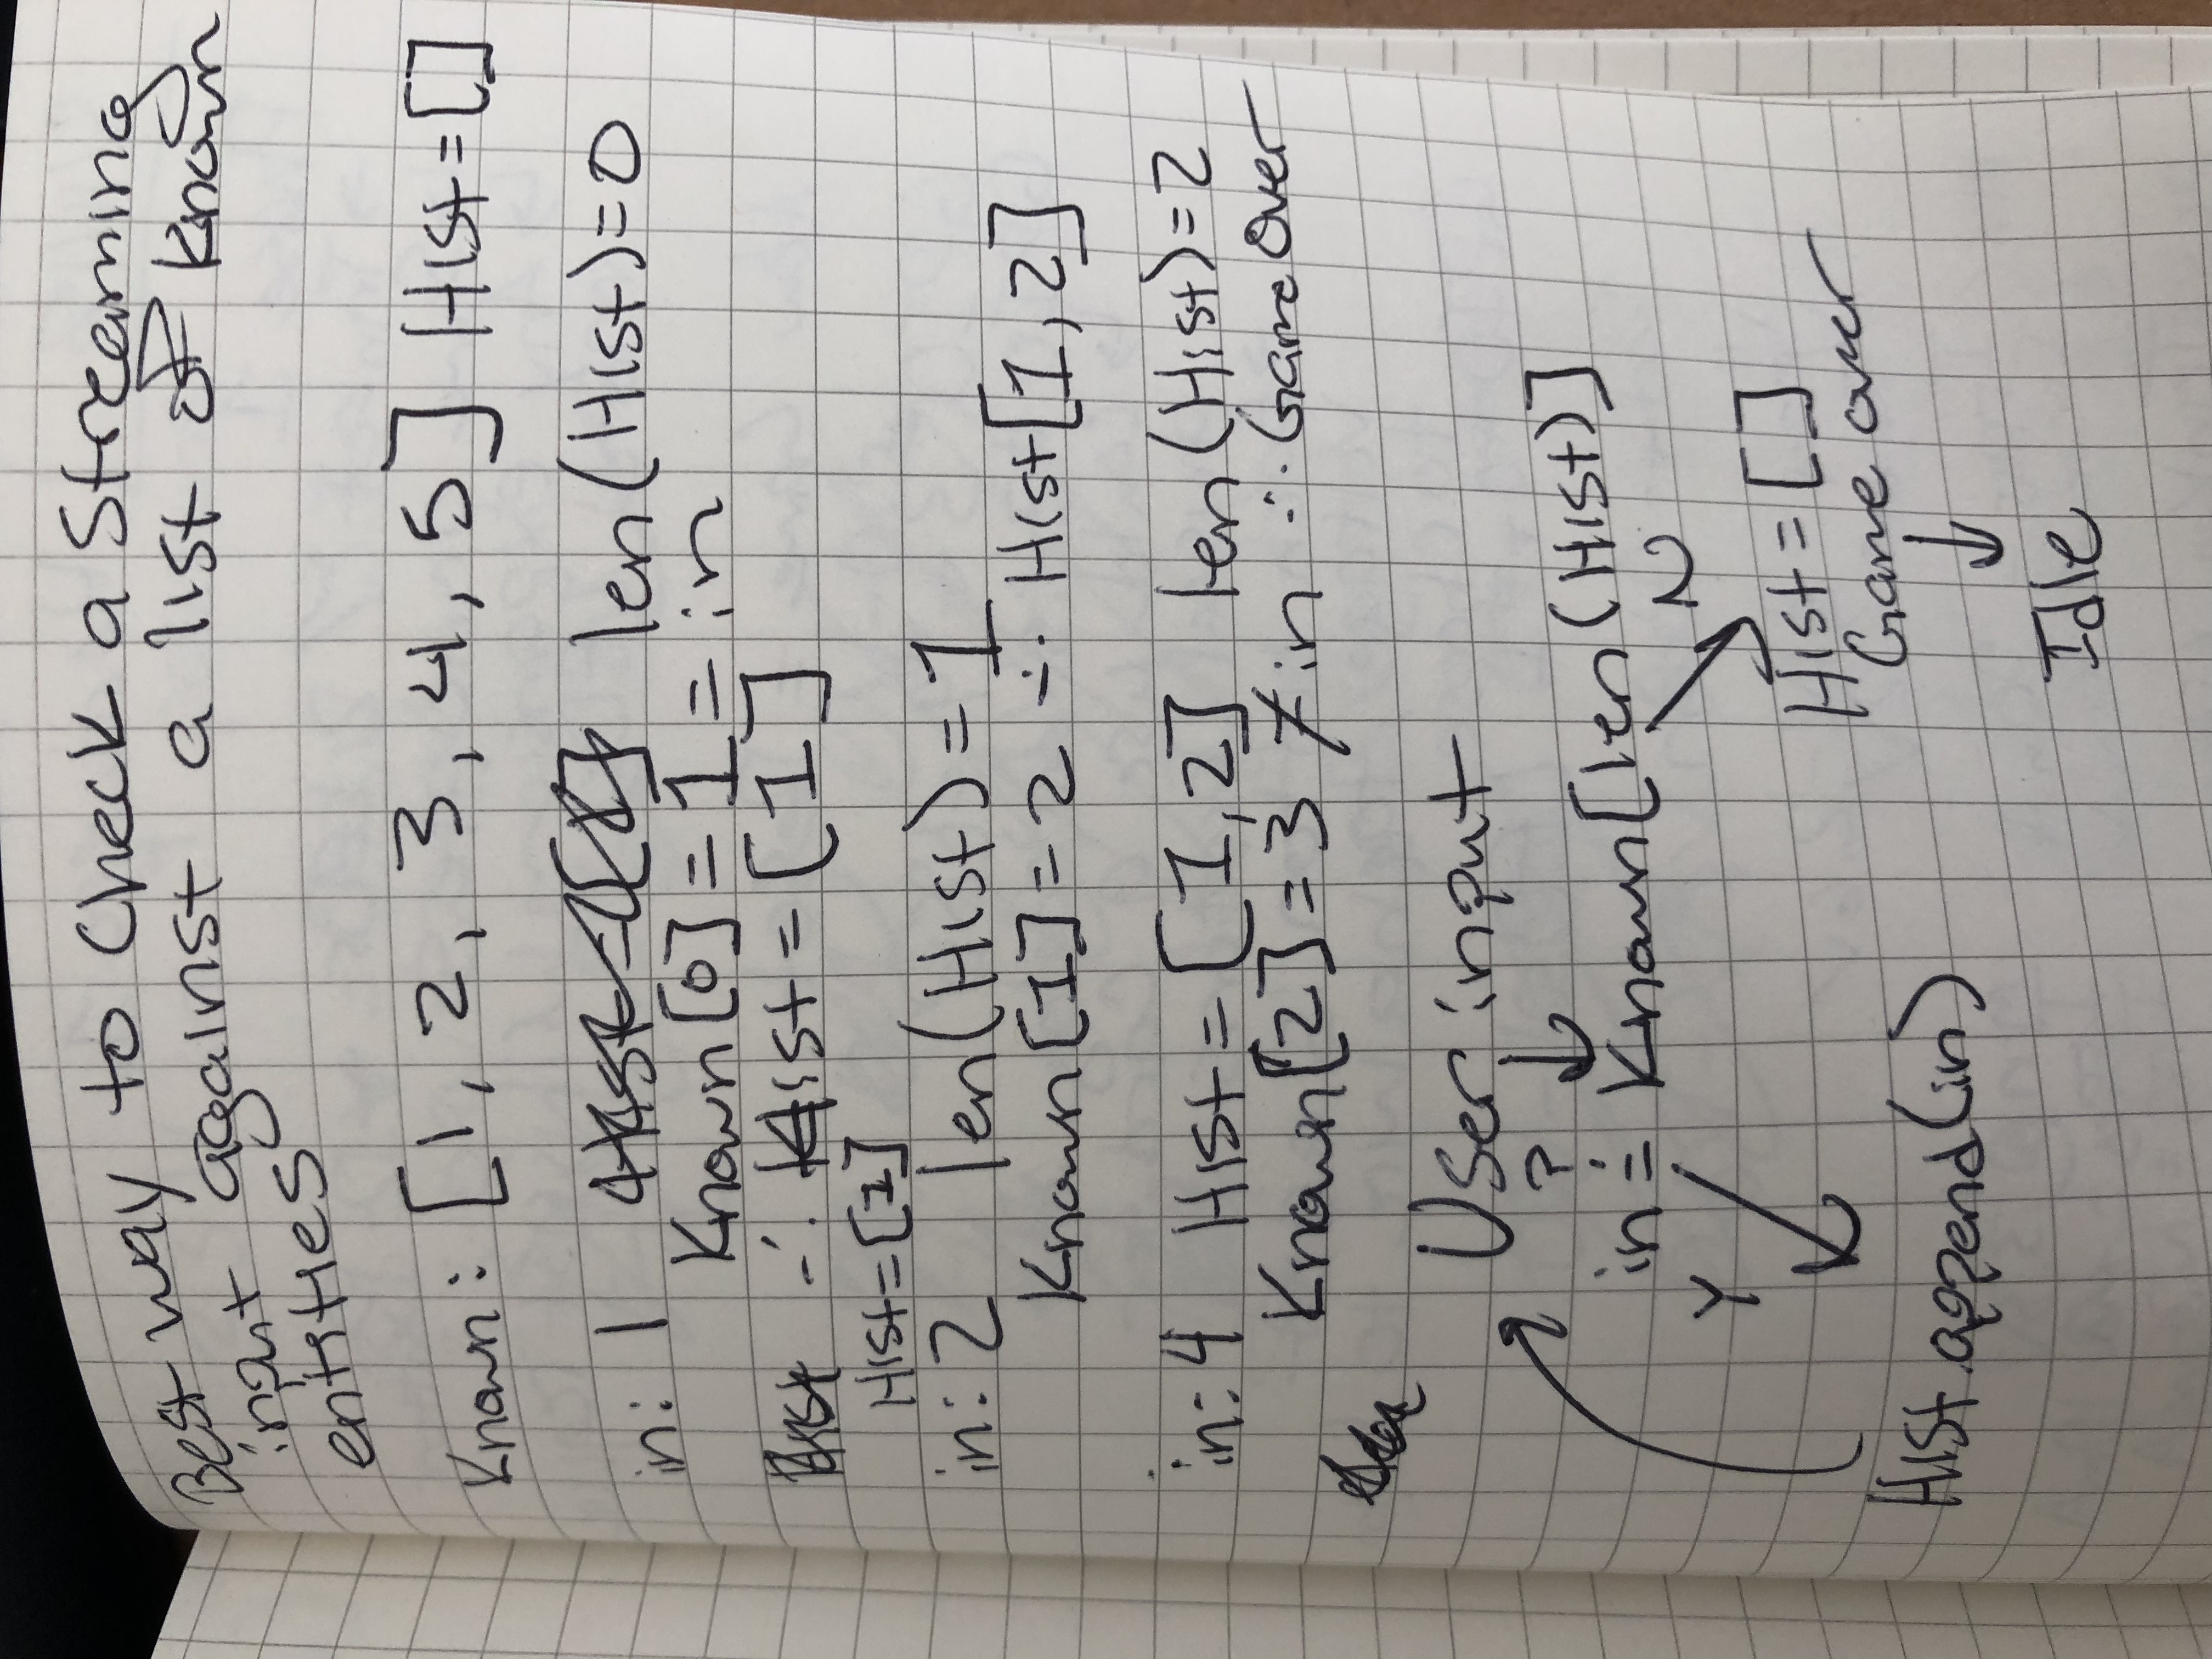 Best way to Check a Streaming
input against a list of known
entities
Known: [1, 2, 3, 4, 5] Hist=[]
in: 1 Hist=[1] len(Hist)=0
Known[0]=1=in
Hist ∴ Hist=[1]
Hist=[1]
in: 2 len(Hist)=1
Known[1]=2 ∴ Hist[1,2]
in: 4 Hist=[1,2] len(Hist)=2
Known[2]=3 ≠in ∴ Game Over
User input
?
in = Known[len(Hist)]
Y N
Hist=[]
Game over
Hist.append(in)
Idle